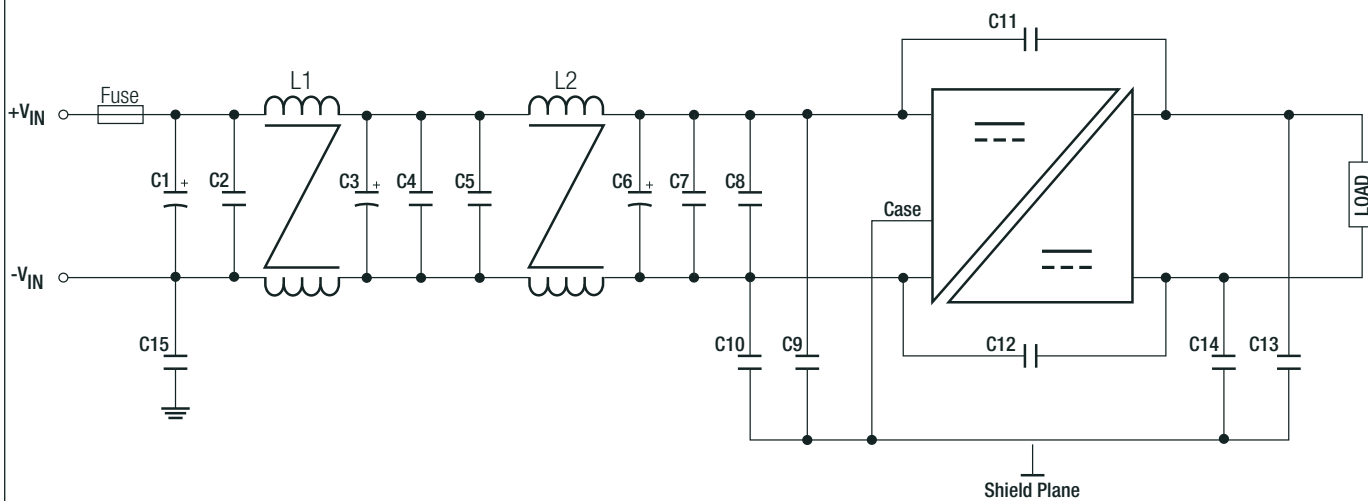 C11
L1
L2
Fuse
+VIN
C1
+
C2
C3
+
C4
C5
C6
+
C7
C8
Case
LOAD
-VIN
C15
C10
C9
C12
C14
C13
Shield Plane